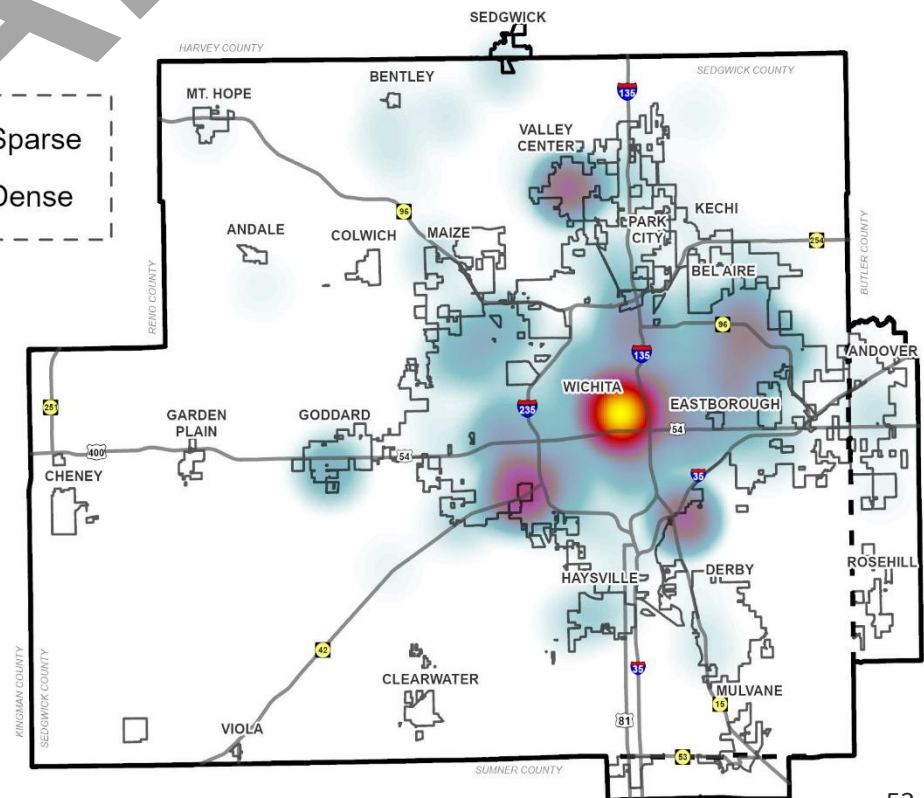 SEDGWICK
HARVEY COUNTY
SEDGWICK COUNTY
BENTLEY
MT. HOPE
135
Sparse
Dense
VALLEY
CENTER
96
KECHI
PARK
CITY
ANDALE
COLWICH
MAIZE
254
BEL AIRE
BUTLER COUNTY
RENO COUNTY
96
135
ANDOVER
WICHITA
EASTBOROUGH
251
235
GARDEN
PLAIN
GODDARD
54
400
54
CHENEY
35
HAYSVILLE
DERBY
ROSEHILL
42
35
CLEARWATER
MULVANE
KINGMAN COUNTY
SEDGWICK COUNTY
15
81
VIOLA
53
SUMNER COUNTY